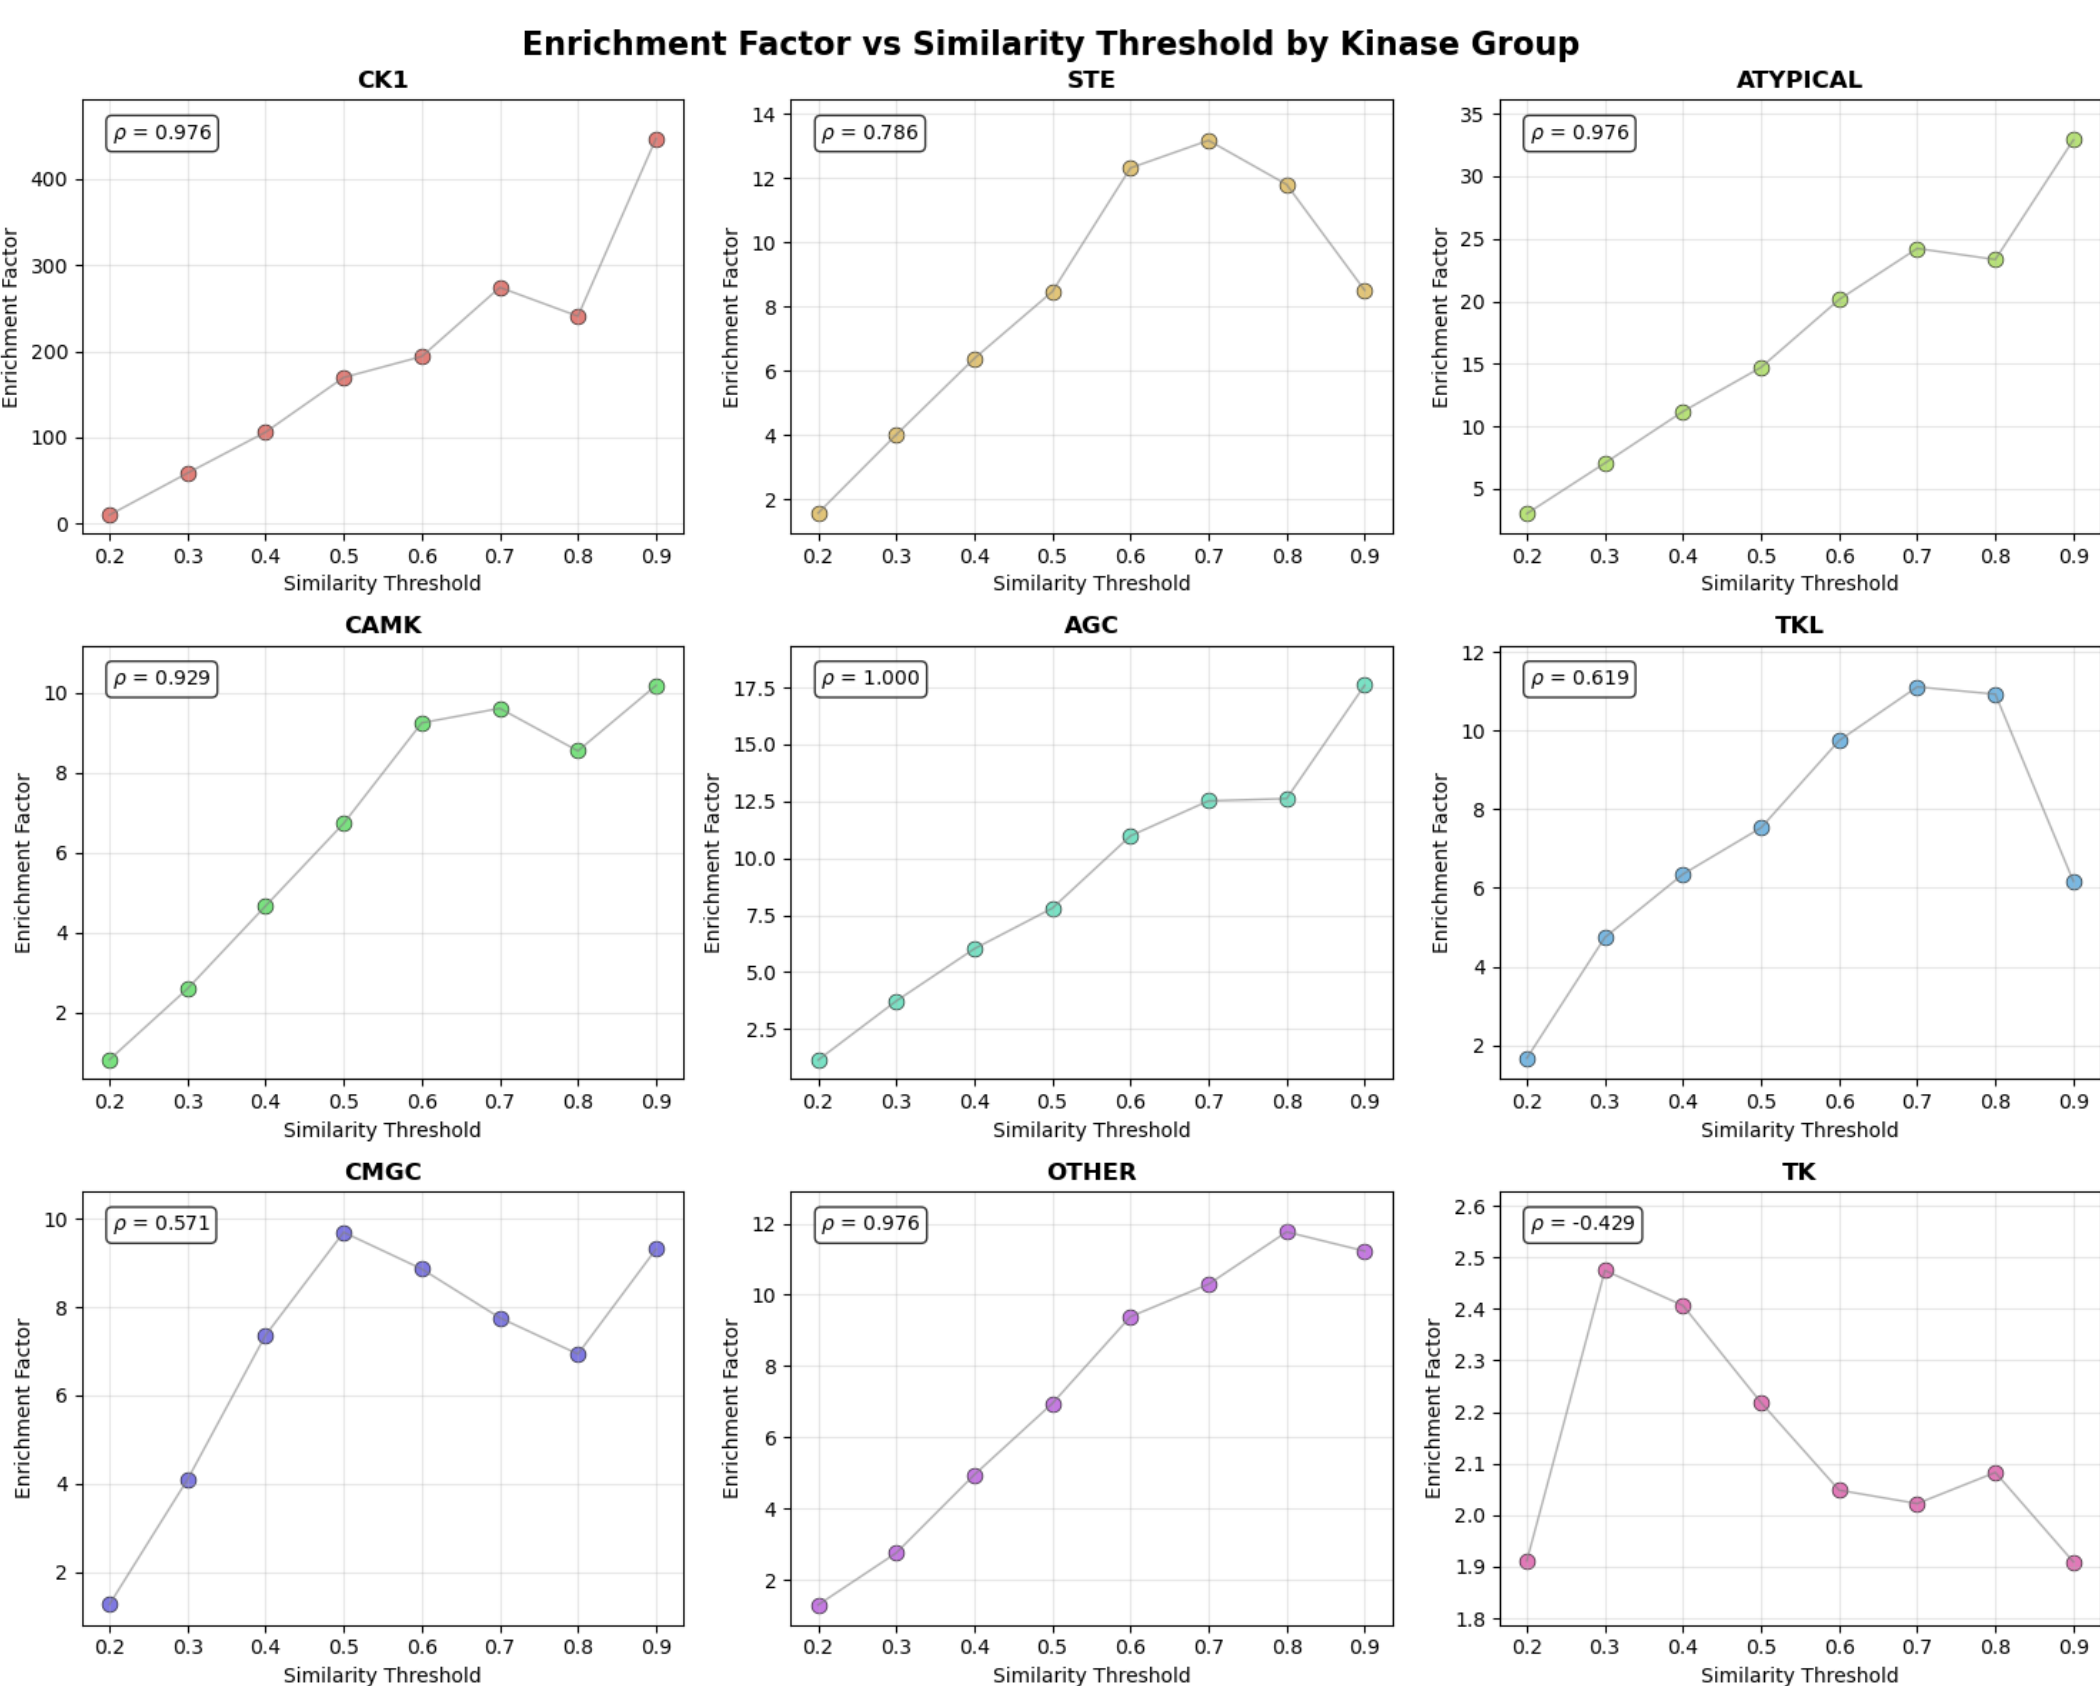 Enrichment Factor vs Similarity Threshold by Kinase Group
CK1
ρ = 0.976
Enrichment Factor
400
300
200
100
0
0.2 0.3 0.4 0.5 0.6 0.7 0.8 0.9
Similarity Threshold
STE
ρ = 0.786
Enrichment Factor
14
12
10
8
6
4
2
0.2 0.3 0.4 0.5 0.6 0.7 0.8 0.9
Similarity Threshold
ATYPICAL
ρ = 0.976
Enrichment Factor
35
30
25
20
15
10
5
0.2 0.3 0.4 0.5 0.6 0.7 0.8 0.9
Similarity Threshold
CAMK
ρ = 0.929
Enrichment Factor
10
8
6
4
2
0.2 0.3 0.4 0.5 0.6 0.7 0.8 0.9
Similarity Threshold
AGC
ρ = 1.000
Enrichment Factor
17.5
15.0
12.5
10.0
7.5
5.0
2.5
0.2 0.3 0.4 0.5 0.6 0.7 0.8 0.9
Similarity Threshold
TKL
ρ = 0.619
Enrichment Factor
12
10
8
6
4
2
0.2 0.3 0.4 0.5 0.6 0.7 0.8 0.9
Similarity Threshold
CMGC
ρ = 0.571
Enrichment Factor
10
8
6
4
2
0.2 0.3 0.4 0.5 0.6 0.7 0.8 0.9
Similarity Threshold
OTHER
ρ = 0.976
Enrichment Factor
12
10
8
6
4
2
0.2 0.3 0.4 0.5 0.6 0.7 0.8 0.9
Similarity Threshold
TK
ρ = -0.429
Enrichment Factor
2.6
2.5
2.4
2.3
2.2
2.1
2.0
1.9
1.8
0.2 0.3 0.4 0.5 0.6 0.7 0.8 0.9
Similarity Threshold